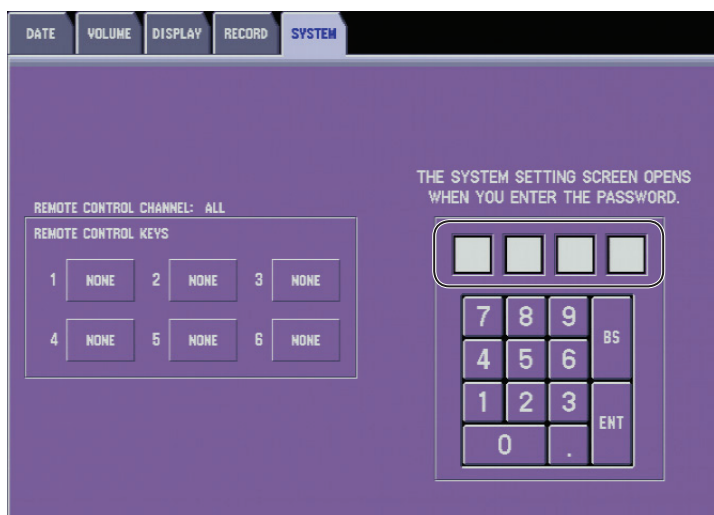 DATE VOLUME DISPLAY RECORD SYSTEM
THE SYSTEM SETTING SCREEN OPENS
WHEN YOU ENTER THE PASSWORD.
REMOTE CONTROL CHANNEL: ALL
REMOTE CONTROL KEYS
1 NONE 2 NONE 3 NONE
4 NONE 5 NONE 6 NONE
7 8 9 BS
4 5 6
1 2 3 ENT
0 .